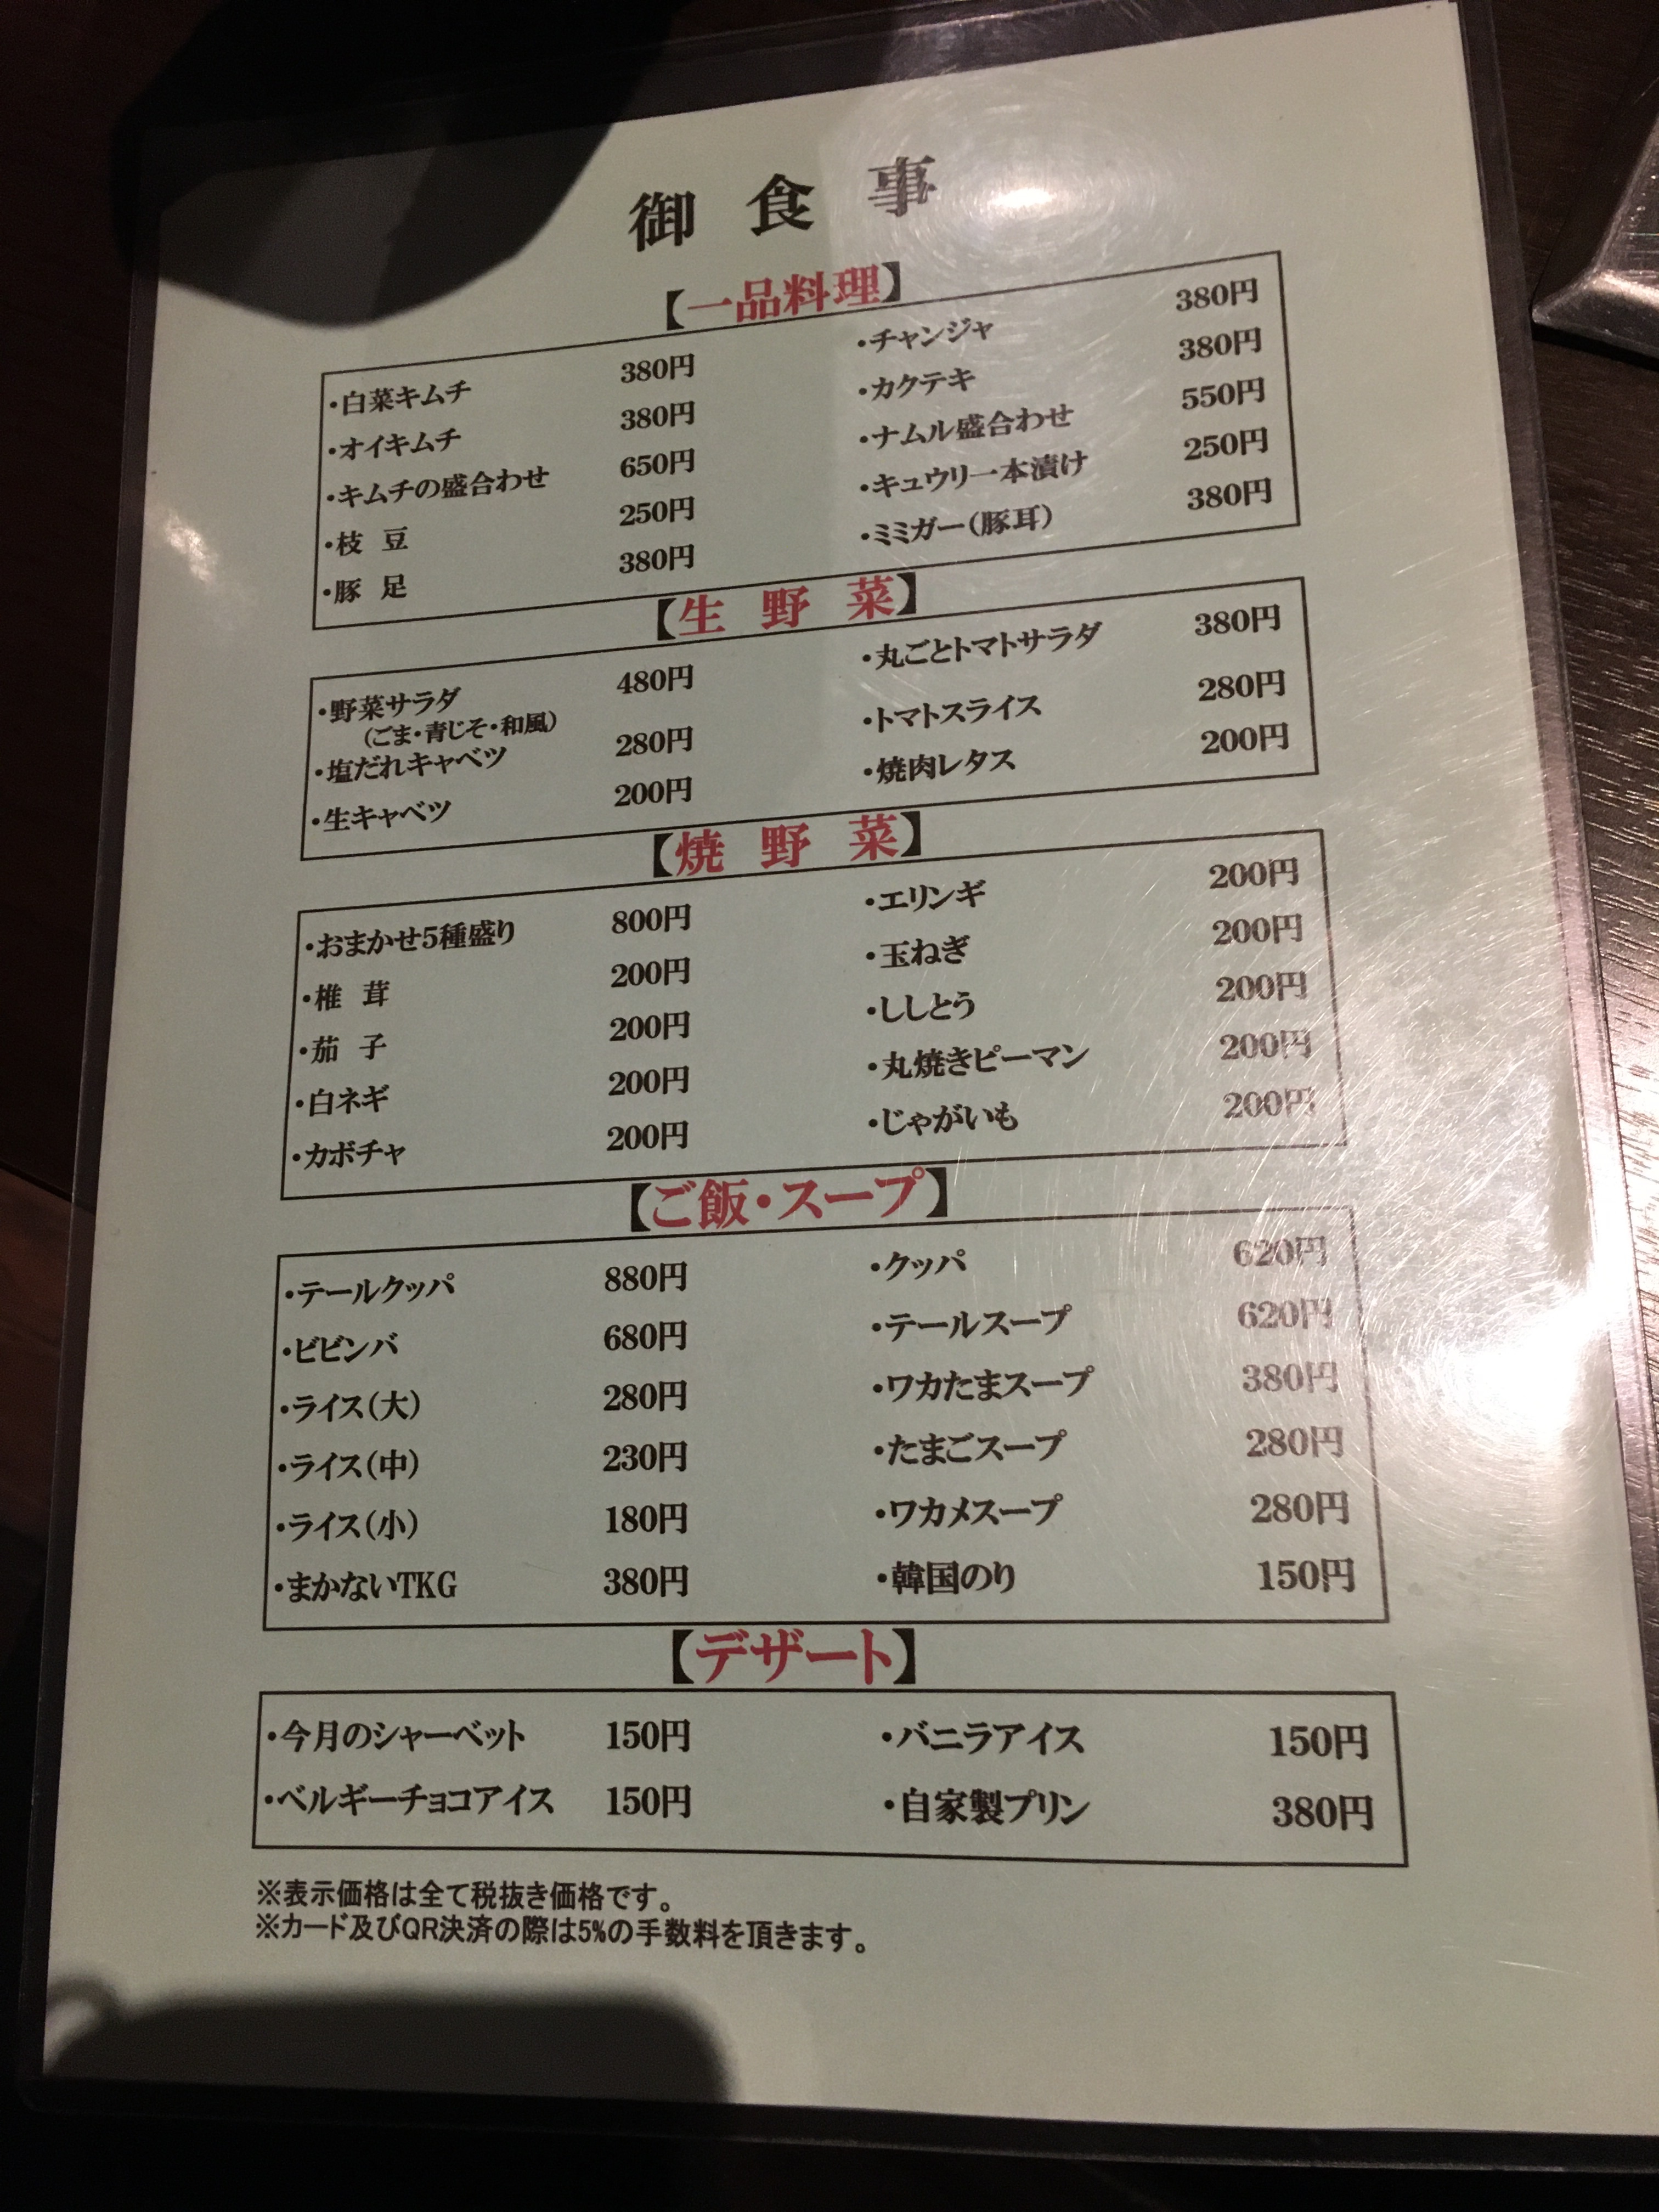 御食事
【一品料理】
・白菜キムチ 380円 ・チャンジャ 380円
・オイキムチ 380円 ・カクテキ 380円
・キムチの盛合わせ 650円 ・ナムル盛合わせ 550円
・枝豆 250円 ・キュウリ一本漬け 250円
・豚足 380円 ・ミミガー(豚耳) 380円
【生野菜】
・野菜サラダ 480円 ・丸ごとトマトサラダ 380円
(ごま・青じそ・和風)
・塩だれキャベツ 280円 ・トマトスライス 280円
・生キャベツ 200円 ・焼肉レタス 200円
【焼野菜】
・おまかせ5種盛り 800円 ・エリンギ 200円
・椎茸 200円 ・玉ねぎ 200円
・茄子 200円 ・ししとう 200円
・白ネギ 200円 ・丸焼きピーマン 200円
・カボチャ 200円 ・じゃがいも 200円
【ご飯・スープ】
・テールクッパ 880円 ・クッパ 620円
・ビビンバ 680円 ・テールスープ 620円
・ライス(大) 280円 ・ワカたまスープ 380円
・ライス(中) 230円 ・たまごスープ 280円
・ライス(小) 180円 ・ワカメスープ 280円
・まかないTKG 380円 ・韓国のり 150円
【デザート】
・今月のシャーベット 150円 ・バニラアイス 150円
・ベルギーチョコアイス 150円 ・自家製プリン 380円
※表示価格は全て税抜き価格です。
※カード及びQR決済の際は5%の手数料を頂きます。